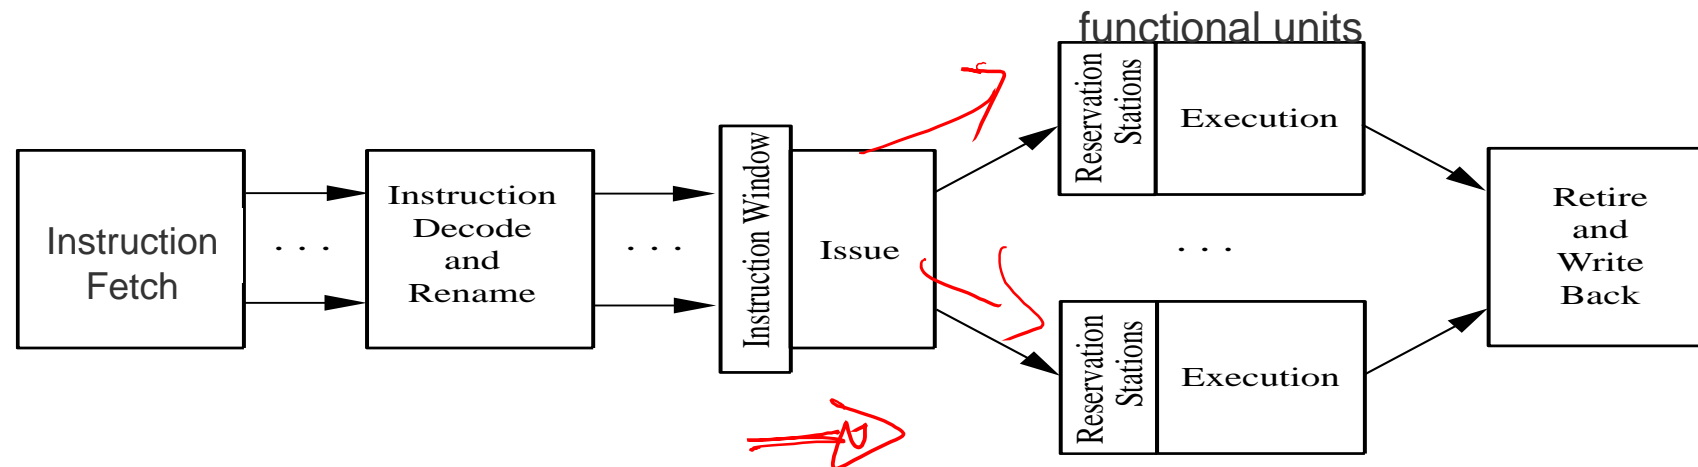 functional units
Instruction
Fetch
. . .
Instruction
Decode
and
Rename
. . .
Instruction Window
Issue
Reservation
Stations
Execution
. . .
Reservation
Stations
Execution
Retire
and
Write
Back